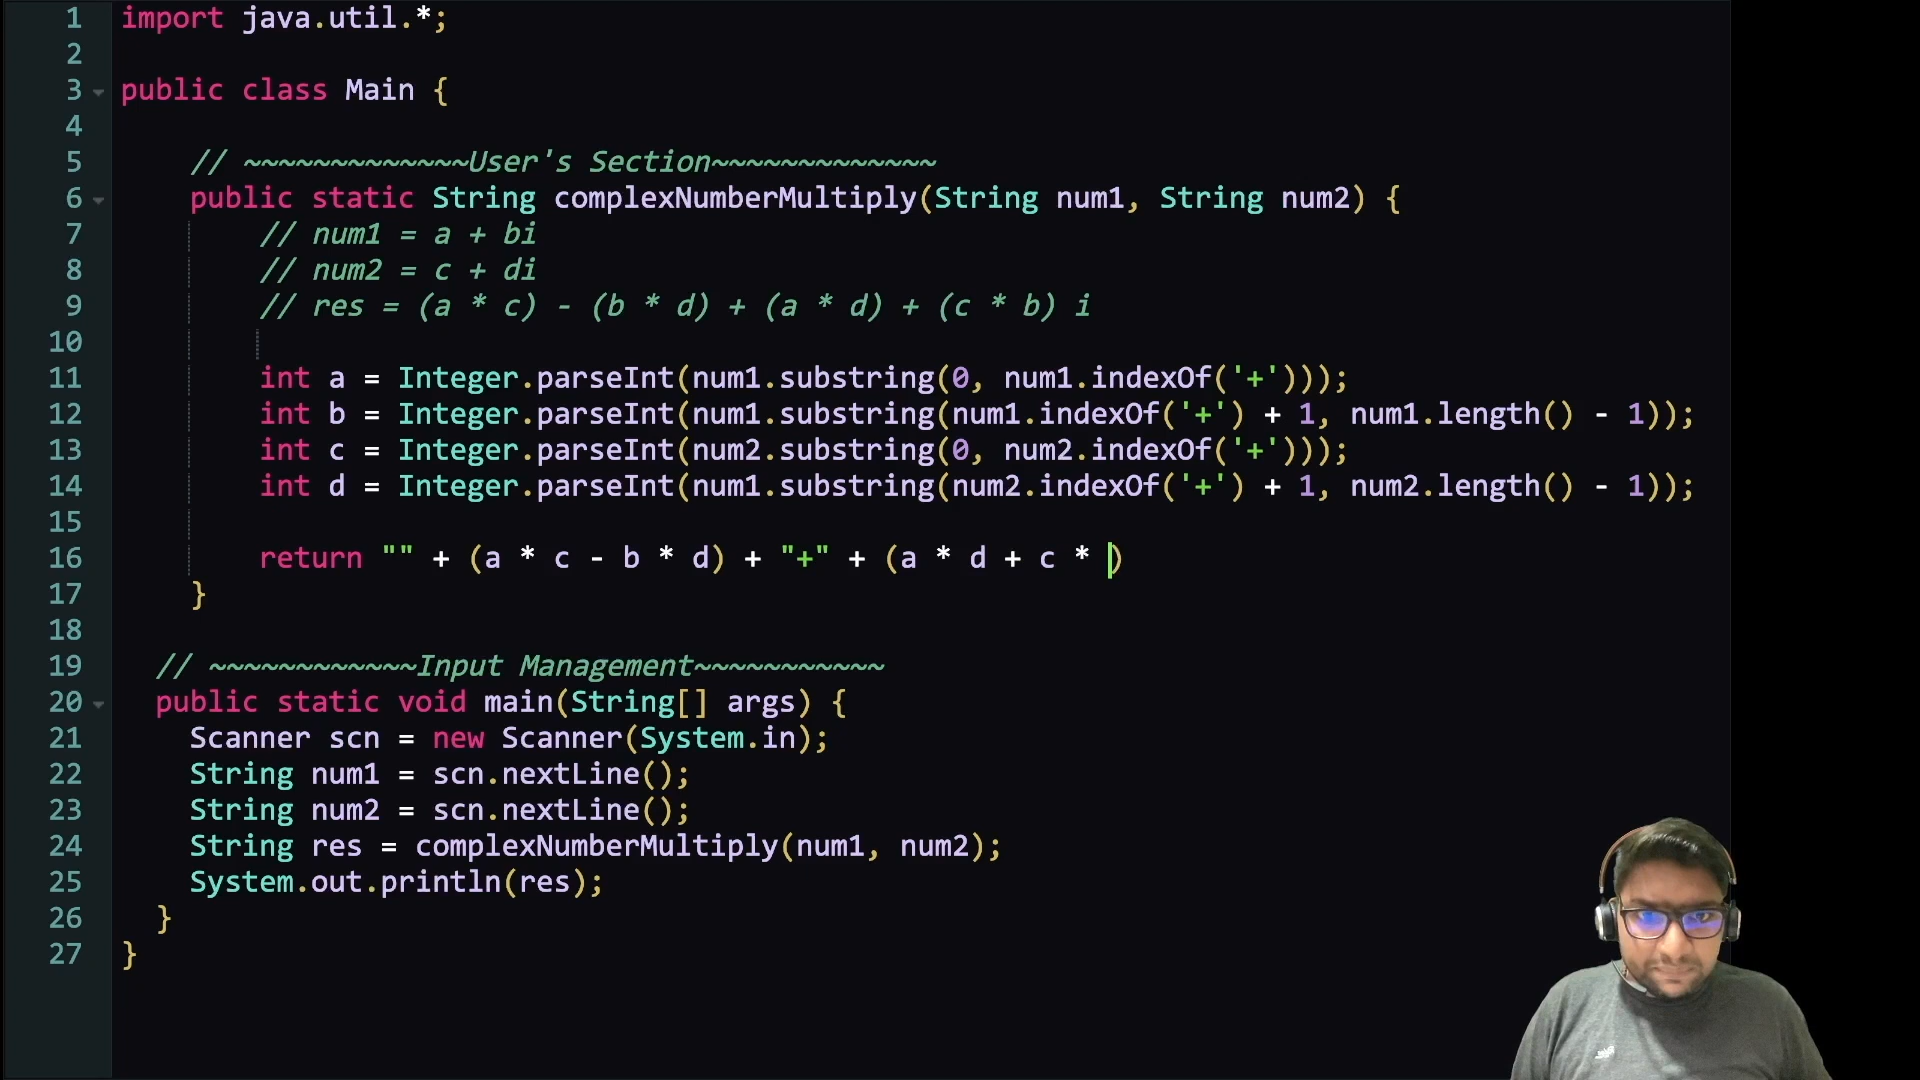 1 import java.util.*;
2
3 public class Main {
4
5 // ~~~~~~~~~~~~~User's Section~~~~~~~~~~~~~
6 public static String complexNumberMultiply(String num1, String num2) {
7 // num1 = a + bi
8 // num2 = c + di
9 // res = (a * c) - (b * d) + (a * d) + (c * b) i
10
11 int a = Integer.parseInt(num1.substring(0, num1.indexOf('+')));
12 int b = Integer.parseInt(num1.substring(num1.indexOf('+') + 1, num1.length() - 1));
13 int c = Integer.parseInt(num2.substring(0, num2.indexOf('+')));
14 int d = Integer.parseInt(num1.substring(num2.indexOf('+') + 1, num2.length() - 1));
15
16 return "" + (a * c - b * d) + "+" + (a * d + c * )
17 }
18
19 // ~~~~~~~~~~~~Input Management~~~~~~~~~~~
20 public static void main(String[] args) {
21 Scanner scn = new Scanner(System.in);
22 String num1 = scn.nextLine();
23 String num2 = scn.nextLine();
24 String res = complexNumberMultiply(num1, num2);
25 System.out.println(res);
26 }
27 }